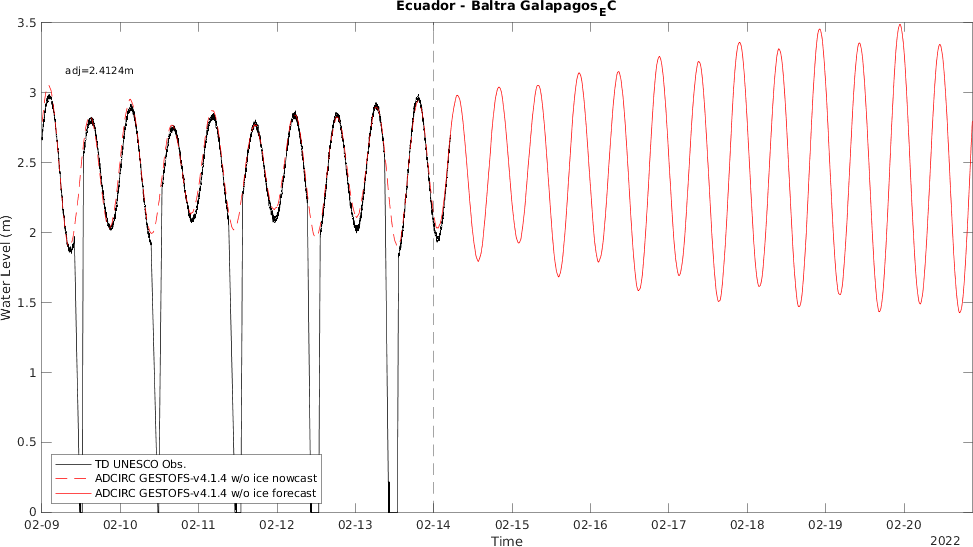 Ecuador - Baltra Galapagos_EC
adj=2.4124m
Water Level (m)
3.5
3
2.5
2
1.5
1
0.5
0
TD UNESCO Obs.
ADCIRC GESTOFS-v4.1.4 w/o ice nowcast
ADCIRC GESTOFS-v4.1.4 w/o ice forecast
02-09 02-10 02-11 02-12 02-13 02-14 02-15 02-16 02-17 02-18 02-19 02-20
Time
2022